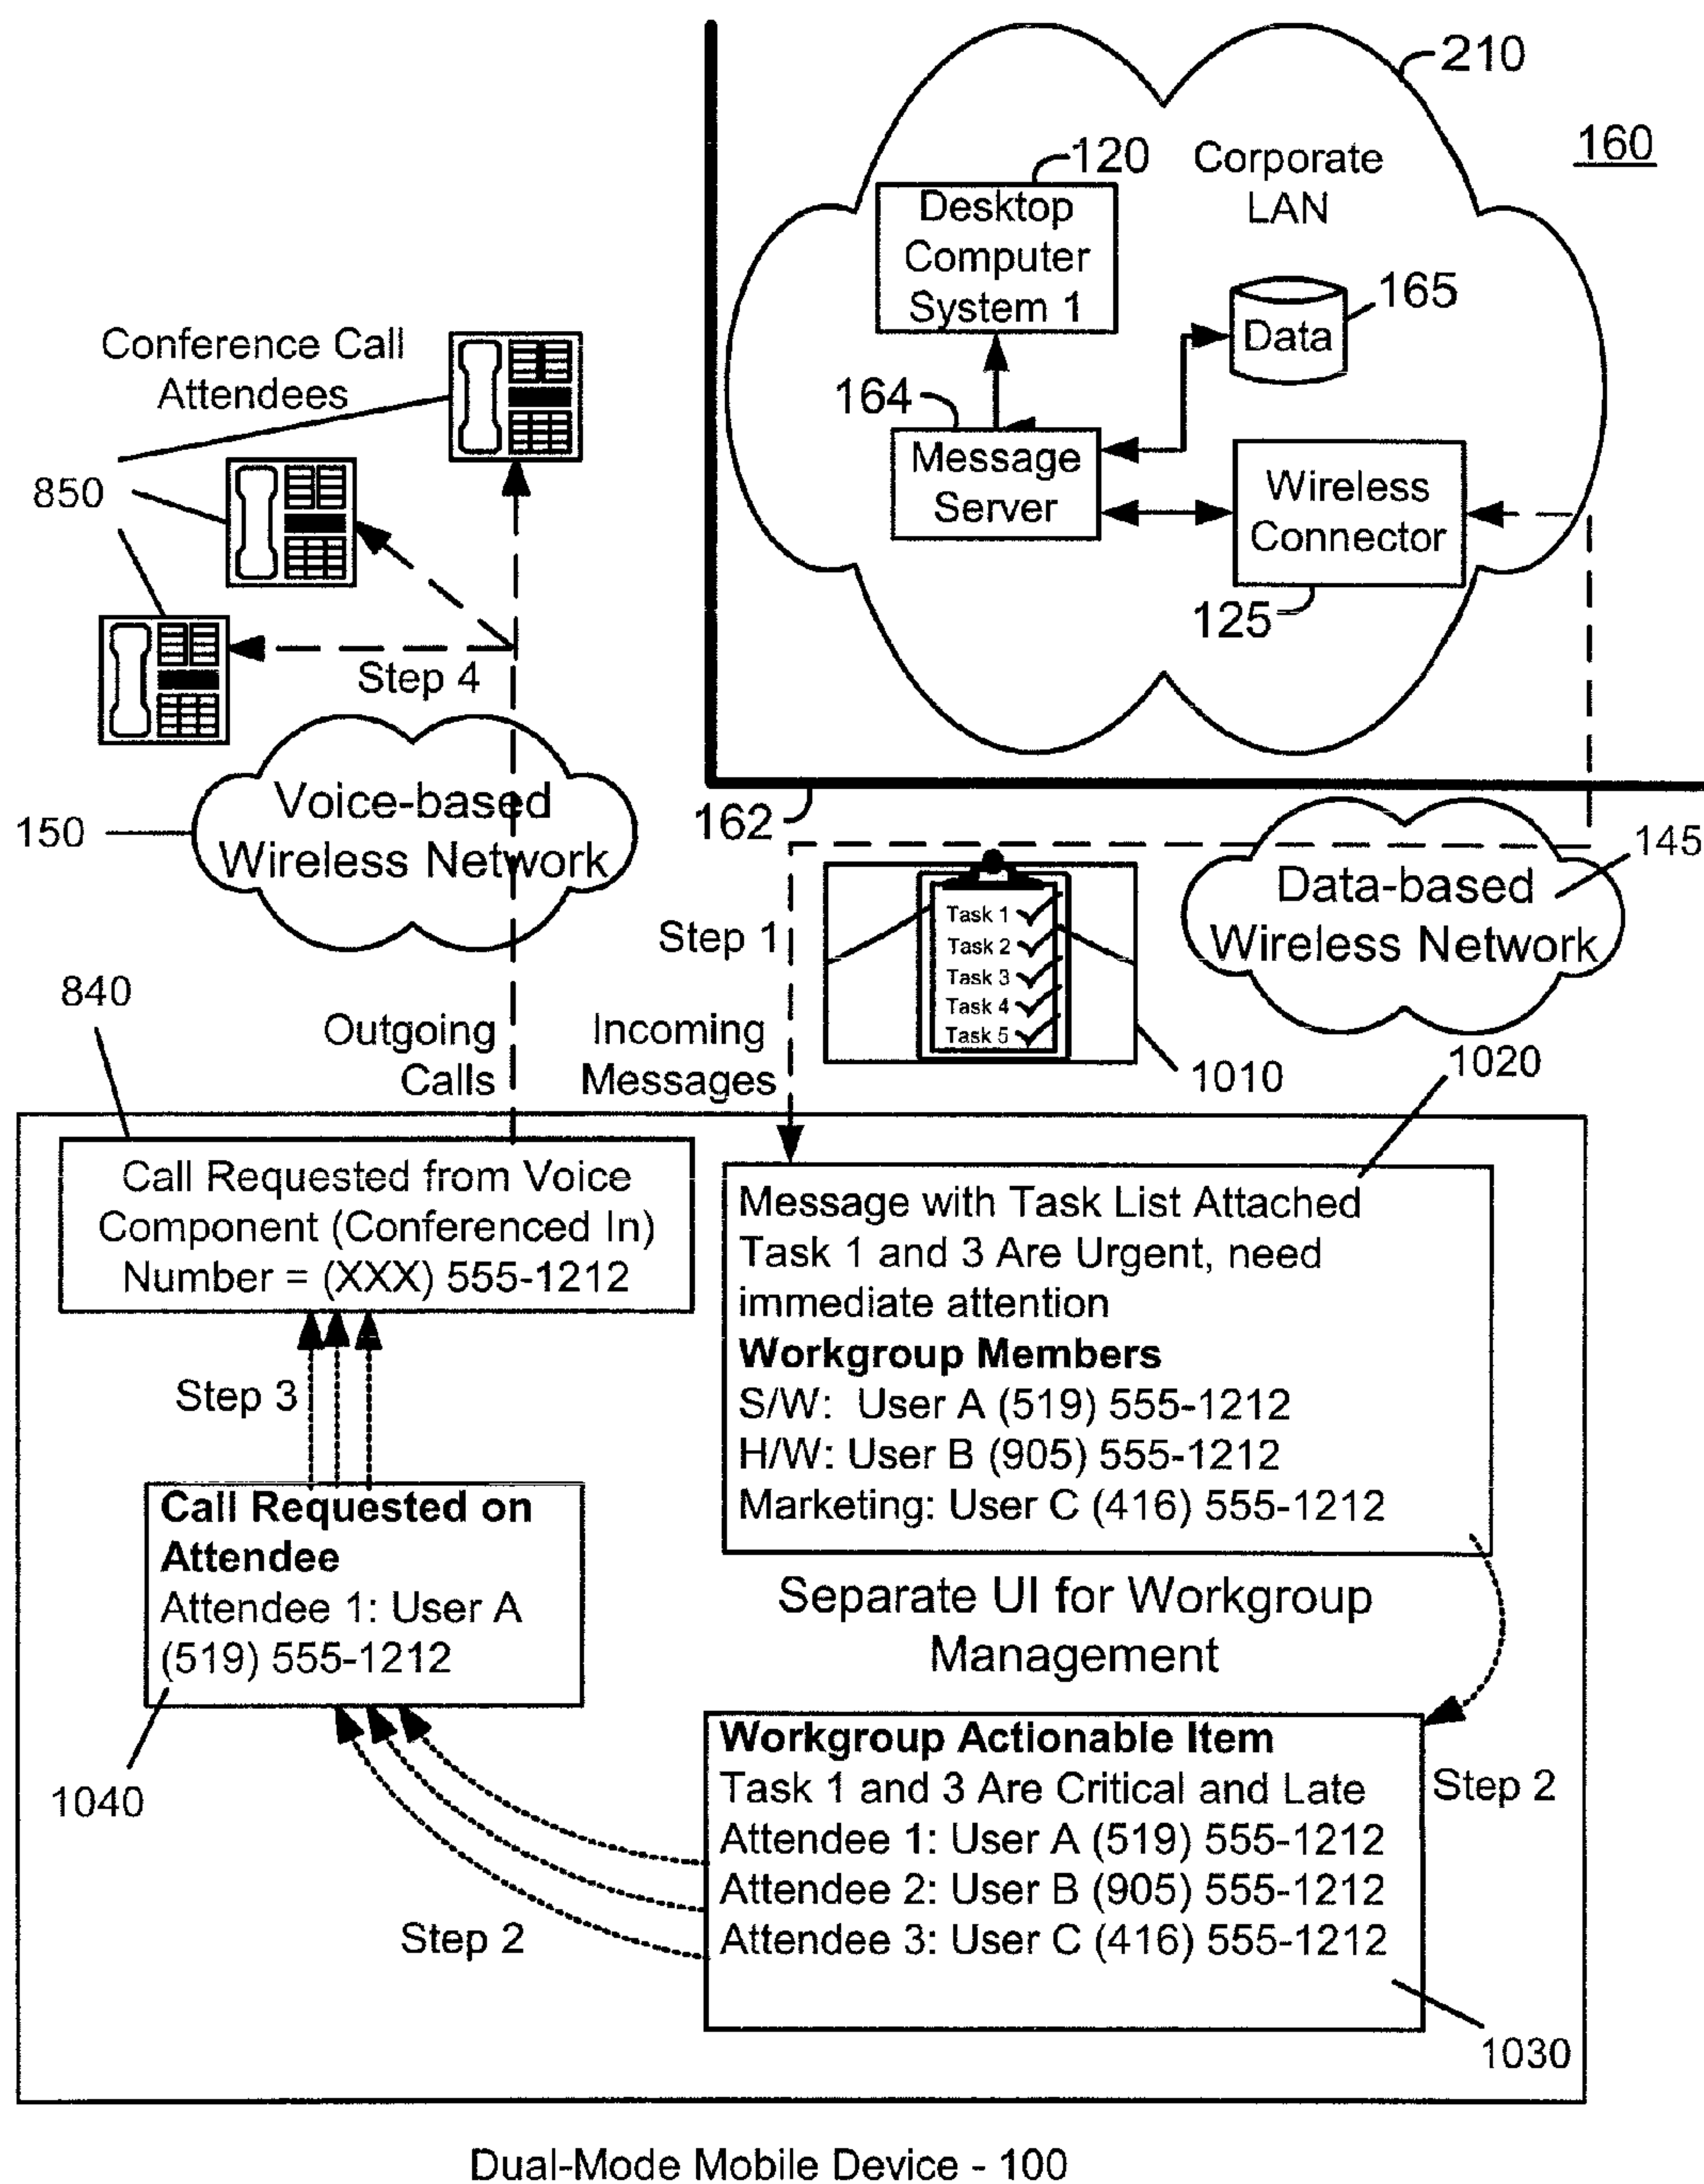 210
160
120
Corporate
LAN
Desktop
Computer
System 1
165
Data
164
Message
Server
Wireless
Connector
125
Conference Call
Attendees
850
Step 4
Voice-based
Wireless Network
150
162
145
Data-based
Wireless Network
Step 1
Task 1
Task 2
Task 3
Task 4
Task 5
1010
840
Outgoing
Calls
Incoming
Messages
1020
Call Requested from Voice
Component (Conferenced In)
Number = (XXX) 555-1212
Message with Task List Attached
Task 1 and 3 Are Urgent, need
immediate attention
Workgroup Members
S/W: User A (519) 555-1212
H/W: User B (905) 555-1212
Marketing: User C (416) 555-1212
Step 3
Call Requested on
Attendee
Attendee 1: User A
(519) 555-1212
1040
Separate UI for Workgroup
Management
Workgroup Actionable Item
Task 1 and 3 Are Critical and Late
Attendee 1: User A (519) 555-1212
Attendee 2: User B (905) 555-1212
Attendee 3: User C (416) 555-1212
Step 2
Step 2
1030
Dual-Mode Mobile Device - 100